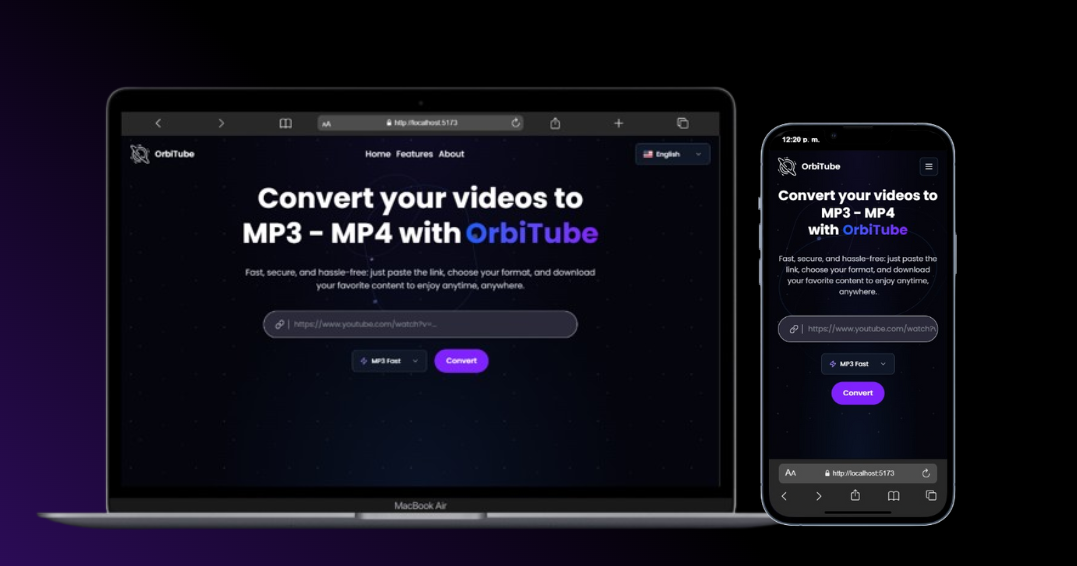 AA http://localhost:5173
OrbiTube
Home Features About
English
Convert your videos to
MP3 - MP4 with OrbiTube
Fast, secure, and hassle-free: just paste the link, choose your format, and download
your favorite content to enjoy anytime, anywhere.
https://www.youtube.com/watch?v=...
MP3 Fast
Convert
MacBook Air
12:20 p. m.
OrbiTube
Convert your videos to
MP3 - MP4
with OrbiTube
Fast, secure, and hassle-free: just paste the
link, choose your format, and download
your favorite content to enjoy anytime,
anywhere.
https://www.youtube.com/watch?v
MP3 Fast
Convert
AA http://localhost:5173